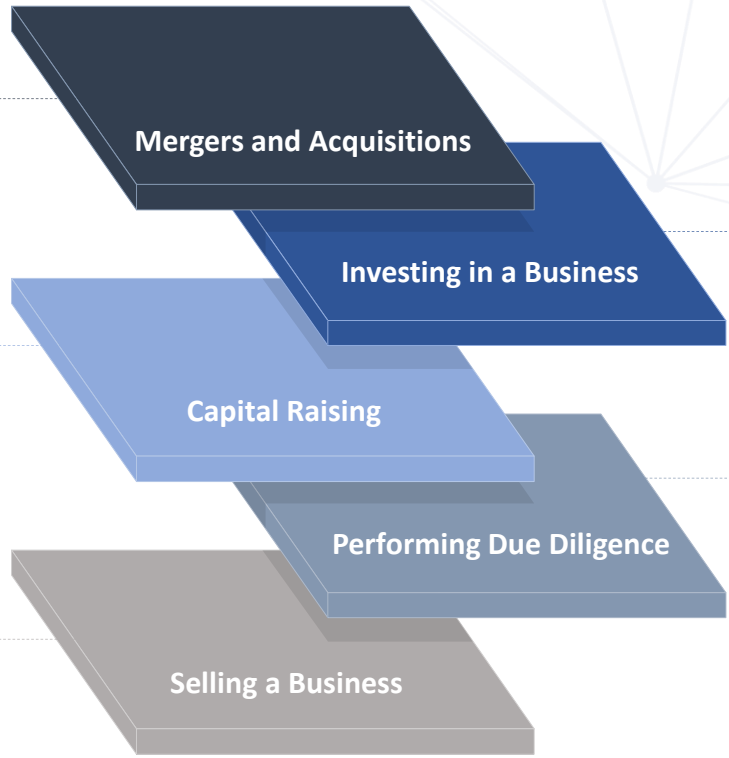 Mergers and Acquisitions
Investing in a Business
Capital Raising
Performing Due Diligence
Selling a Business